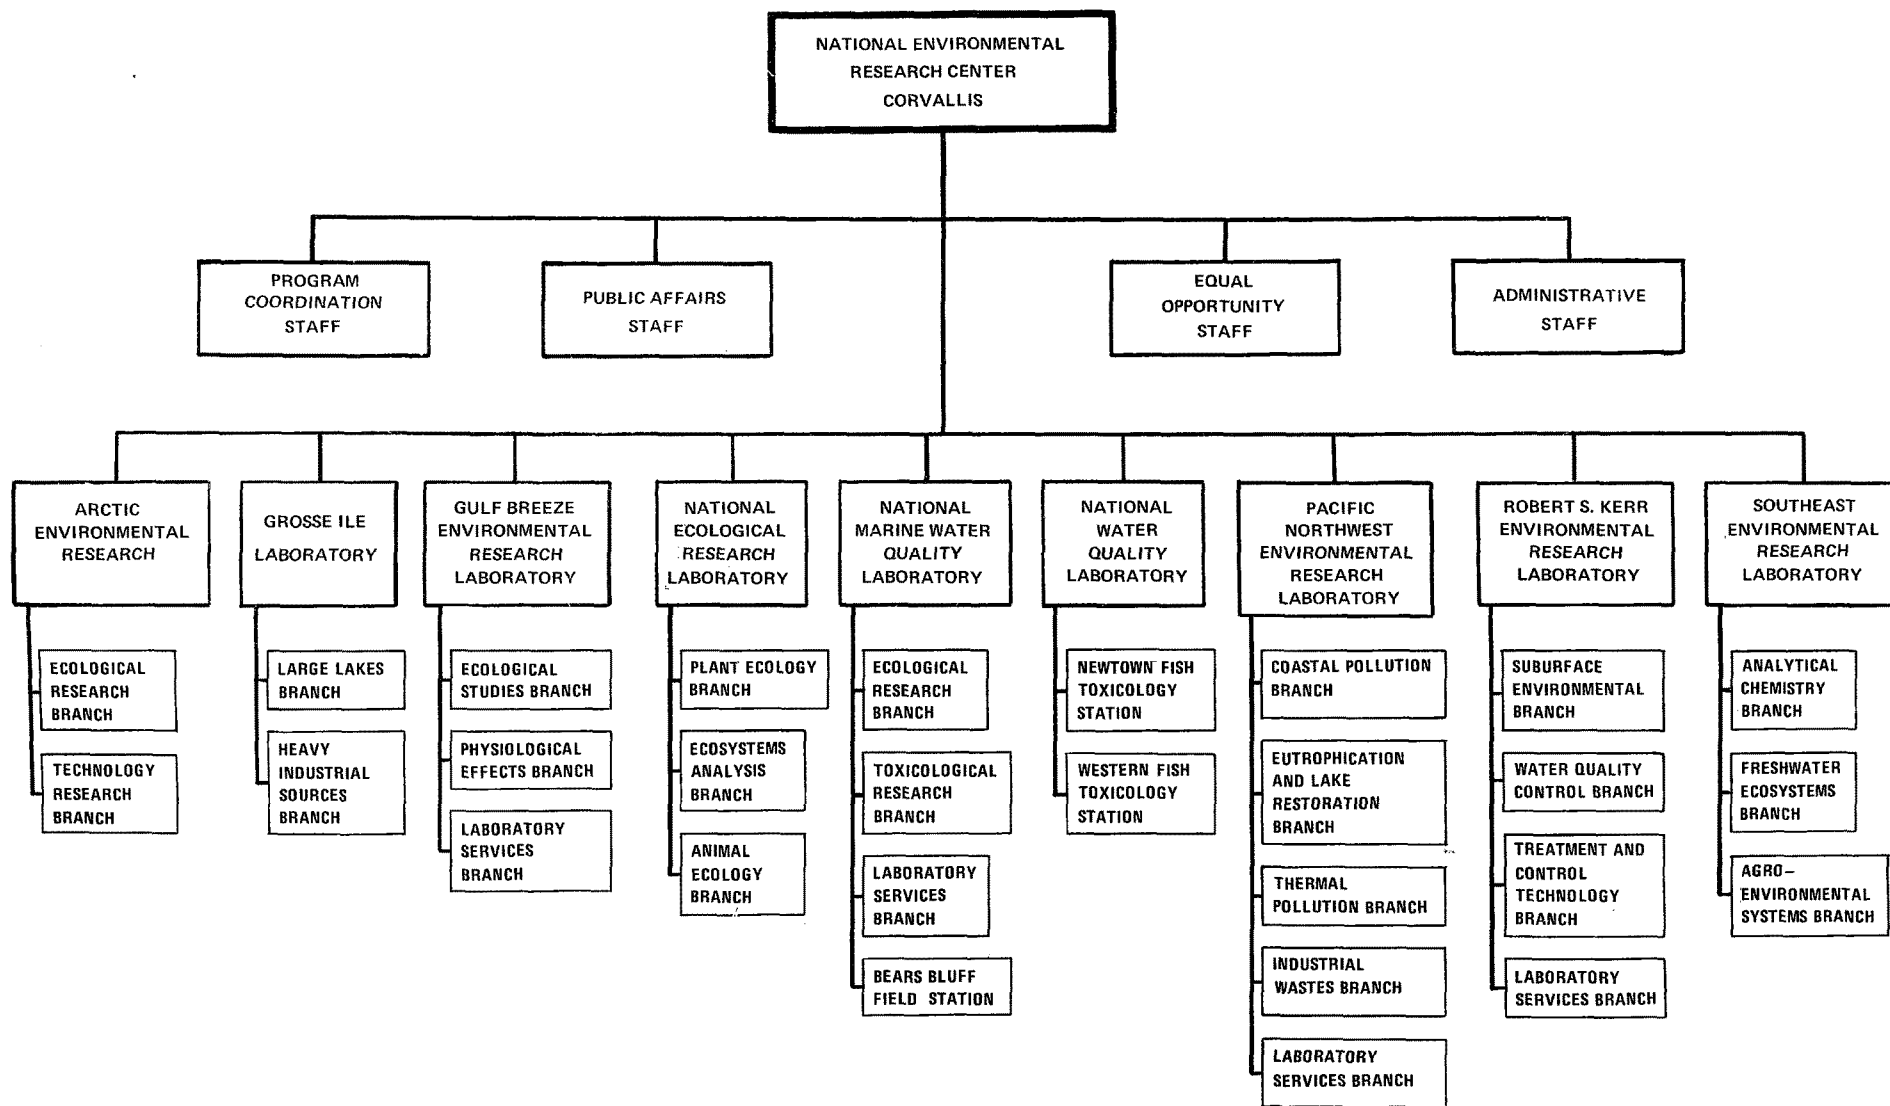 NATIONAL ENVIRONMENTAL
RESEARCH CENTER
CORVALLIS
PROGRAM
COORDINATION
STAFF
PUBLIC AFFAIRS
STAFF
EQUAL
OPPORTUNITY
STAFF
ADMINISTRATIVE
STAFF
ARCTIC
ENVIRONMENTAL
RESEARCH
ECOLOGICAL
RESEARCH
BRANCH
TECHNOLOGY
RESEARCH
BRANCH
GROSSE ILE
LABORATORY
LARGE LAKES
BRANCH
HEAVY
INDUSTRIAL
SOURCES
BRANCH
GULF BREEZE
ENVIRONMENTAL
RESEARCH
LABORATORY
ECOLOGICAL
STUDIES BRANCH
PHYSIOLOGICAL
EFFECTS BRANCH
LABORATORY
SERVICES
BRANCH
NATIONAL
ECOLOGICAL
RESEARCH
LABORATORY
PLANT ECOLOGY
BRANCH
ECOSYSTEMS
ANALYSIS
BRANCH
ANIMAL
ECOLOGY
BRANCH
NATIONAL
MARINE WATER
QUALITY
LABORATORY
ECOLOGICAL
RESEARCH
BRANCH
TOXICOLOGICAL
RESEARCH
BRANCH
LABORATORY
SERVICES
BRANCH
BEARS BLUFF
FIELD STATION
NATIONAL
WATER
QUALITY
LABORATORY
NEWTOWN FISH
TOXICOLOGY
STATION
WESTERN FISH
TOXICOLOGY
STATION
PACIFIC
NORTHWEST
ENVIRONMENTAL
RESEARCH
LABORATORY
COASTAL POLLUTION
BRANCH
EUTROPHICATION
AND LAKE
RESTORATION
BRANCH
THERMAL
POLLUTION BRANCH
INDUSTRIAL
WASTES BRANCH
LABORATORY
SERVICES BRANCH
ROBERT S. KERR
ENVIRONMENTAL
RESEARCH
LABORATORY
SUBURFACE
ENVIRONMENTAL
BRANCH
WATER QUALITY
CONTROL BRANCH
TREATMENT AND
CONTROL
TECHNOLOGY
BRANCH
LABORATORY
SERVICES BRANCH
SOUTHEAST
ENVIRONMENTAL
RESEARCH
LABORATORY
ANALYTICAL
CHEMISTRY
BRANCH
FRESHWATER
ECOSYSTEMS
BRANCH
AGRO–
ENVIRONMENTAL
SYSTEMS BRANCH